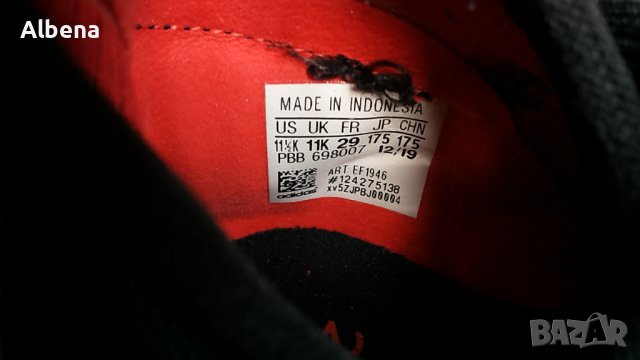 Albena
MADE IN INDONESIA
US UK FR JP CHN
11½K 11K 29 175 175
PBB 698007 12/19
ART EF1946
#124275138
xv5ZJPBJ00004
adidas
BAZAR